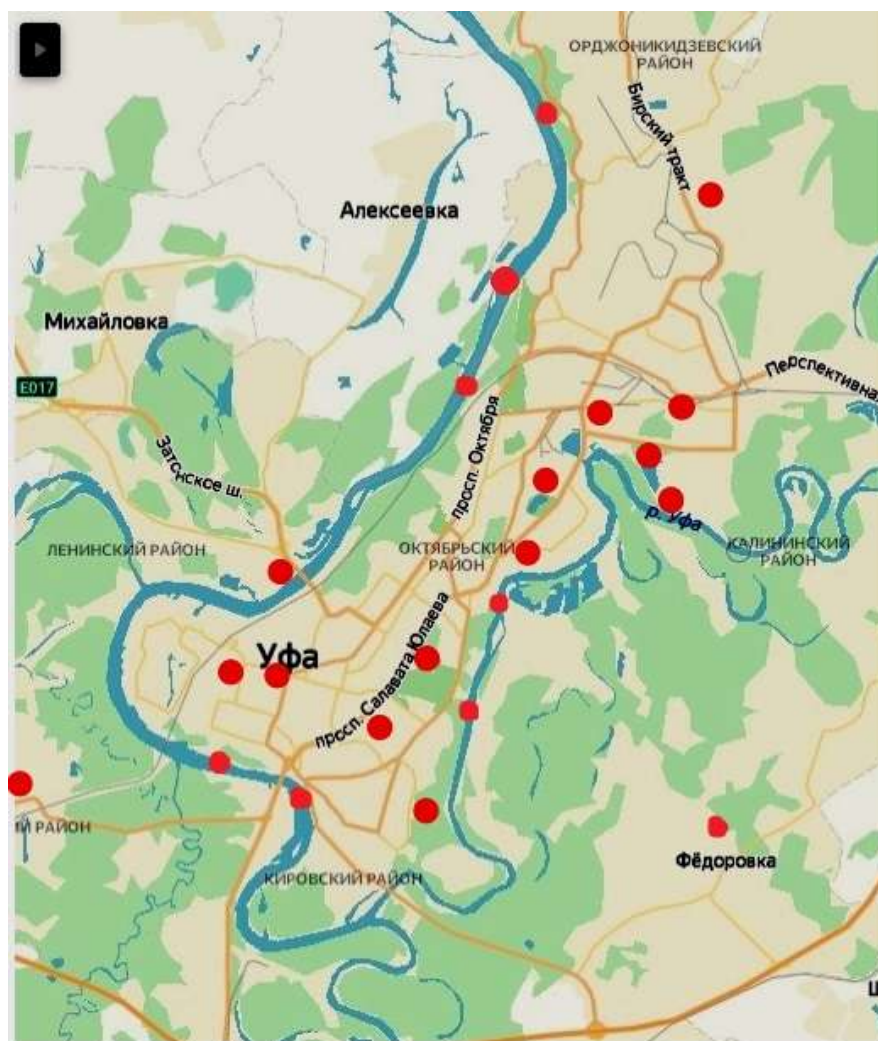 ОРДЖОНИКИДЗЕВСКИЙ
РАЙОН
Бирский тракт
Алексеевка
Михайловка
E017
Перспективная
просп. Октября
Затонское ш.
р. Уфа
ЛЕНИНСКИЙ РАЙОН
ОКТЯБРЬСКИЙ
РАЙОН
КАЛИНИНСКИЙ
РАЙОН
Уфа
просп. Салавата Юлаева
ИЙ РАЙОН
Фёдоровка
КИРОВСКИЙ РАЙОН
Ш